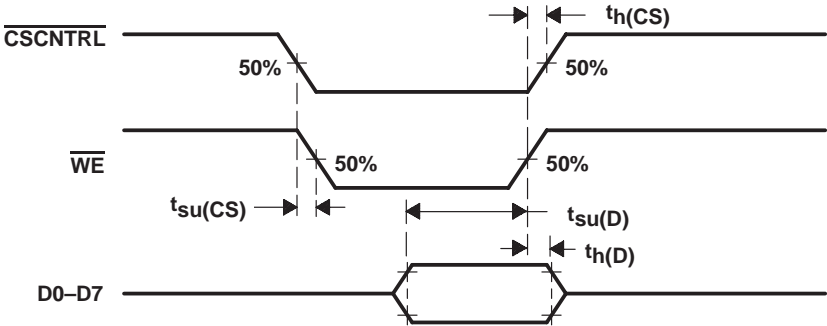 th(CS)
CSCNTRL
50%
50%
WE
50%
50%
tsu(CS)
tsu(D)
th(D)
D0–D7